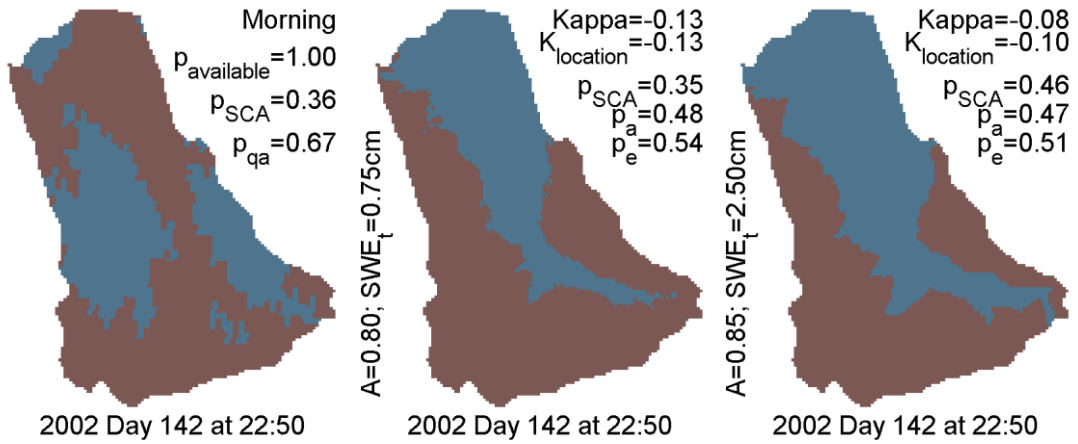 Morning
p_available=1.00
p_SCA=0.36
p_qa=0.67
2002 Day 142 at 22:50
Kappa=-0.13
K_location=-0.13
p_SCA=0.35
p_a=0.48
p_e=0.54
A=0.80; SWE_t=0.75cm
2002 Day 142 at 22:50
Kappa=-0.08
K_location=-0.10
p_SCA=0.46
p_a=0.47
p_e=0.51
A=0.85; SWE_t=2.50cm
2002 Day 142 at 22:50